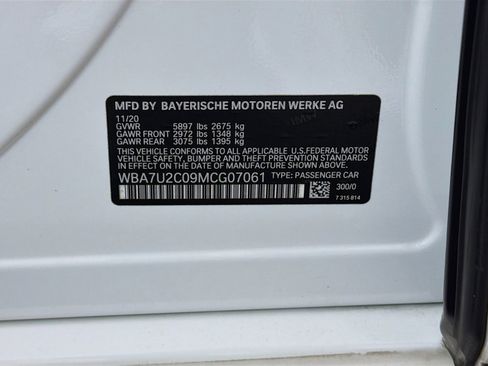 MFD BY BAYERISCHE MOTOREN WERKE AG
11/20
GVWR 5897 lbs 2675 kg
GAWR FRONT 2972 lbs 1348 kg
GAWR REAR 3075 lbs 1395 kg
THIS VEHICLE CONFORMS TO ALL APPLICABLE U.S.FEDERAL MOTOR
VEHICLE SAFETY, BUMPER, AND THEFT PREVENTION STANDARDS
IN EFFECT ON THE DATE OF MANUFACTURE SHOWN ABOVE.
WBA7U2C09MCG07061 TYPE: PASSENGER CAR
300/0
7 315 814